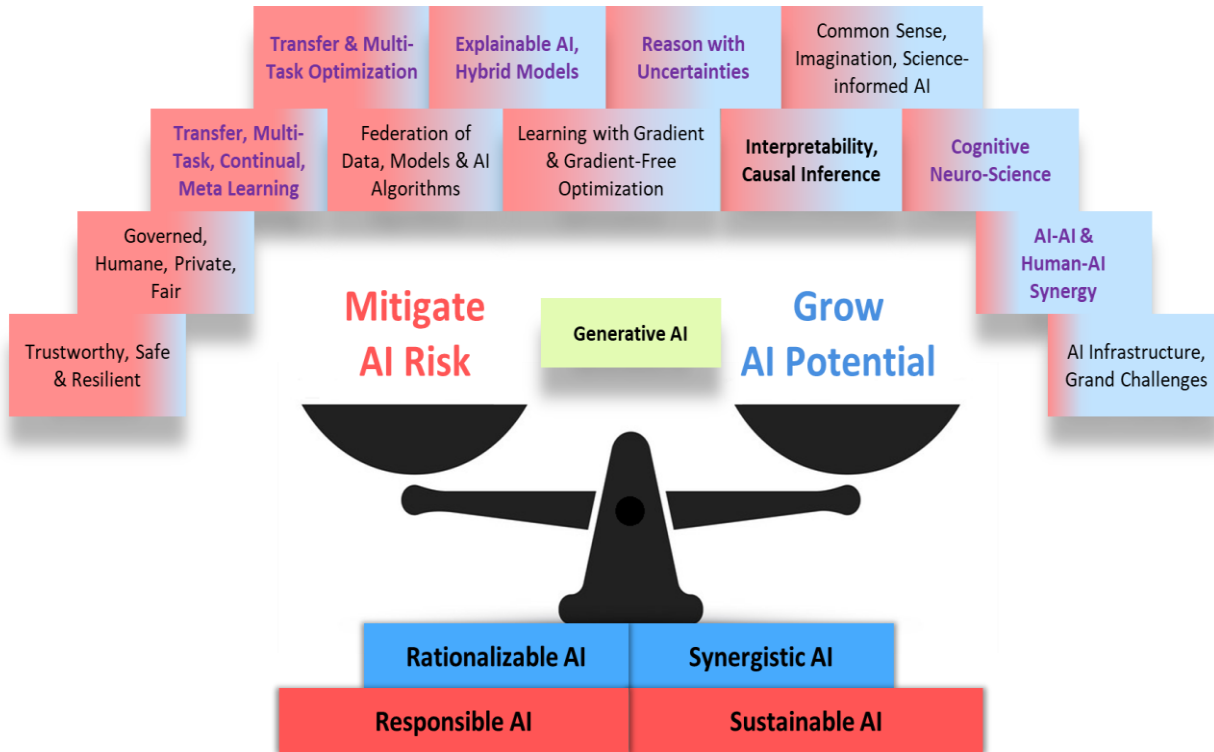 Transfer & Multi-
Task Optimization
Explainable AI,
Hybrid Models
Reason with
Uncertainties
Common Sense,
Imagination, Science-
informed AI
Transfer, Multi-
Task, Continual,
Meta Learning
Federation of
Data, Models & AI
Algorithms
Learning with Gradient
& Gradient-Free
Optimization
Interpretability,
Causal Inference
Cognitive
Neuro-Science
Governed,
Humane, Private,
Fair
AI-AI &
Human-AI
Synergy
Trustworthy, Safe
& Resilient
Mitigate
AI Risk
Generative AI
Grow
AI Potential
AI Infrastructure,
Grand Challenges
Rationalizable AI
Synergistic AI
Responsible AI
Sustainable AI